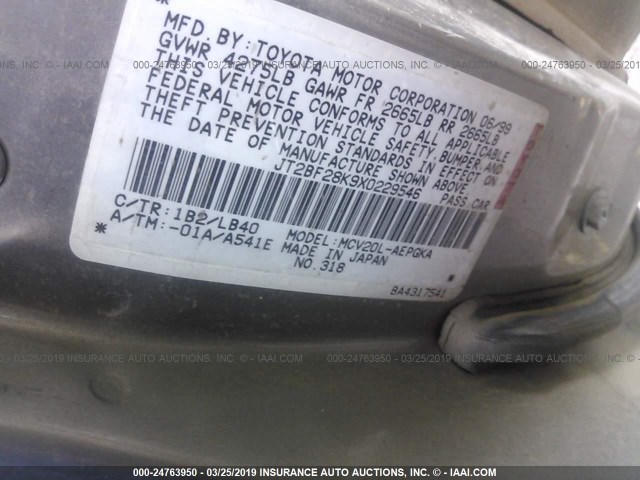 *
MFD. BY: TOYOTA MOTOR CORPORATION 06/99
GVWR 4375LB GAWR FR 2665LB RR 2665LB
THIS VEHICLE CONFORMS TO ALL APPLICABLE
FEDERAL MOTOR VEHICLE SAFETY, BUMPER, AND
THEFT PREVENTION STANDARDS IN EFFECT ON
THE DATE OF MANUFACTURE SHOWN ABOVE.
JT2BF28K9X0229546 PASS. CAR
C/TR: 1B2/LB40 MODEL: MCV20L-AEPGKA
A/TM: -01A/A541E MADE IN JAPAN
* NO. 318
BA4317541
000-24763950 - 03/25/2019 INSURANCE AUTO AUCTIONS, INC. © - IAAI.COM